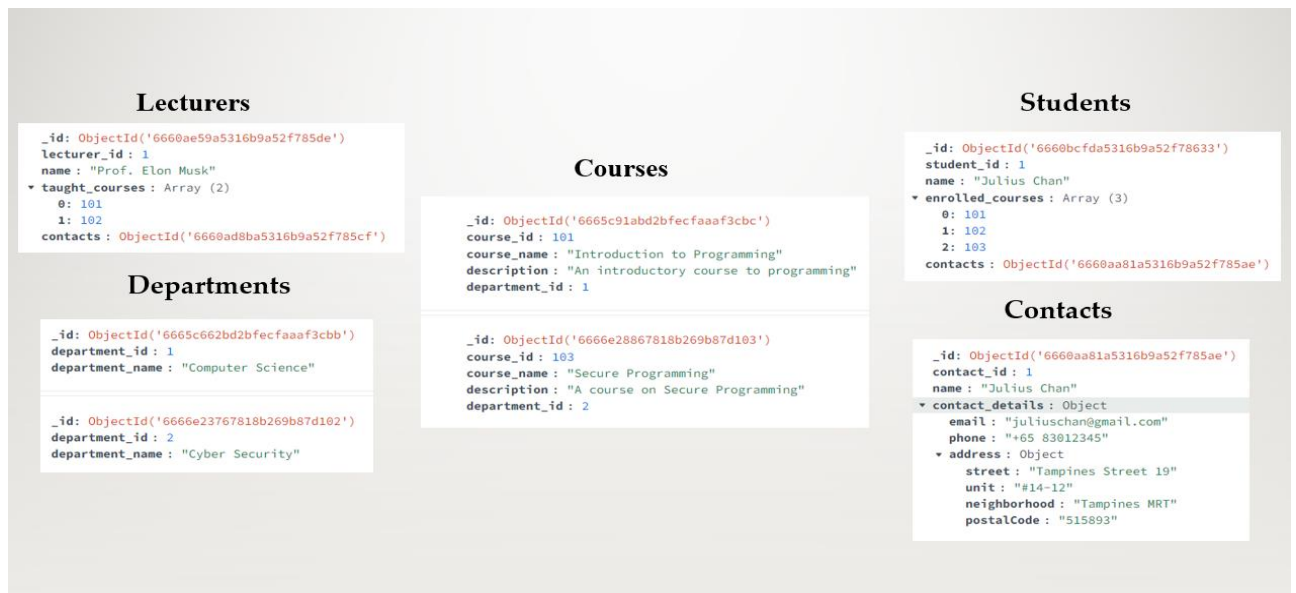 Lecturers
_id: ObjectId('6660ae59a5316b9a52f785de')
lecturer_id : 1
name : "Prof. Elon Musk"
▾ taught_courses : Array (2)
0: 101
1: 102
contacts : ObjectId('6660ad8ba5316b9a52f785cf')
Departments
_id: ObjectId('6665c662bd2bfecfaaaf3cbb')
department_id : 1
department_name : "Computer Science"
_id: ObjectId('6666e23767818b269b87d102')
department_id : 2
department_name : "Cyber Security"
Courses
_id: ObjectId('6665c91abd2bfecfaaaf3cbc')
course_id : 101
course_name : "Introduction to Programming"
description : "An introductory course to programming"
department_id : 1
_id: ObjectId('6666e28867818b269b87d103')
course_id : 103
course_name : "Secure Programming"
description : "A course on Secure Programming"
department_id : 2
Students
_id: ObjectId('6660bcfda5316b9a52f78633')
student_id : 1
name : "Julius Chan"
▾ enrolled_courses : Array (3)
0: 101
1: 102
2: 103
contacts : ObjectId('6660aa81a5316b9a52f785ae')
Contacts
_id: ObjectId('6660aa81a5316b9a52f785ae')
contact_id : 1
name : "Julius Chan"
▾ contact_details : Object
email : "juliuschan@gmail.com"
phone : "+65 83012345"
▾ address : Object
street : "Tampines Street 19"
unit : "#14-12"
neighborhood : "Tampines MRT"
postalCode : "515893"